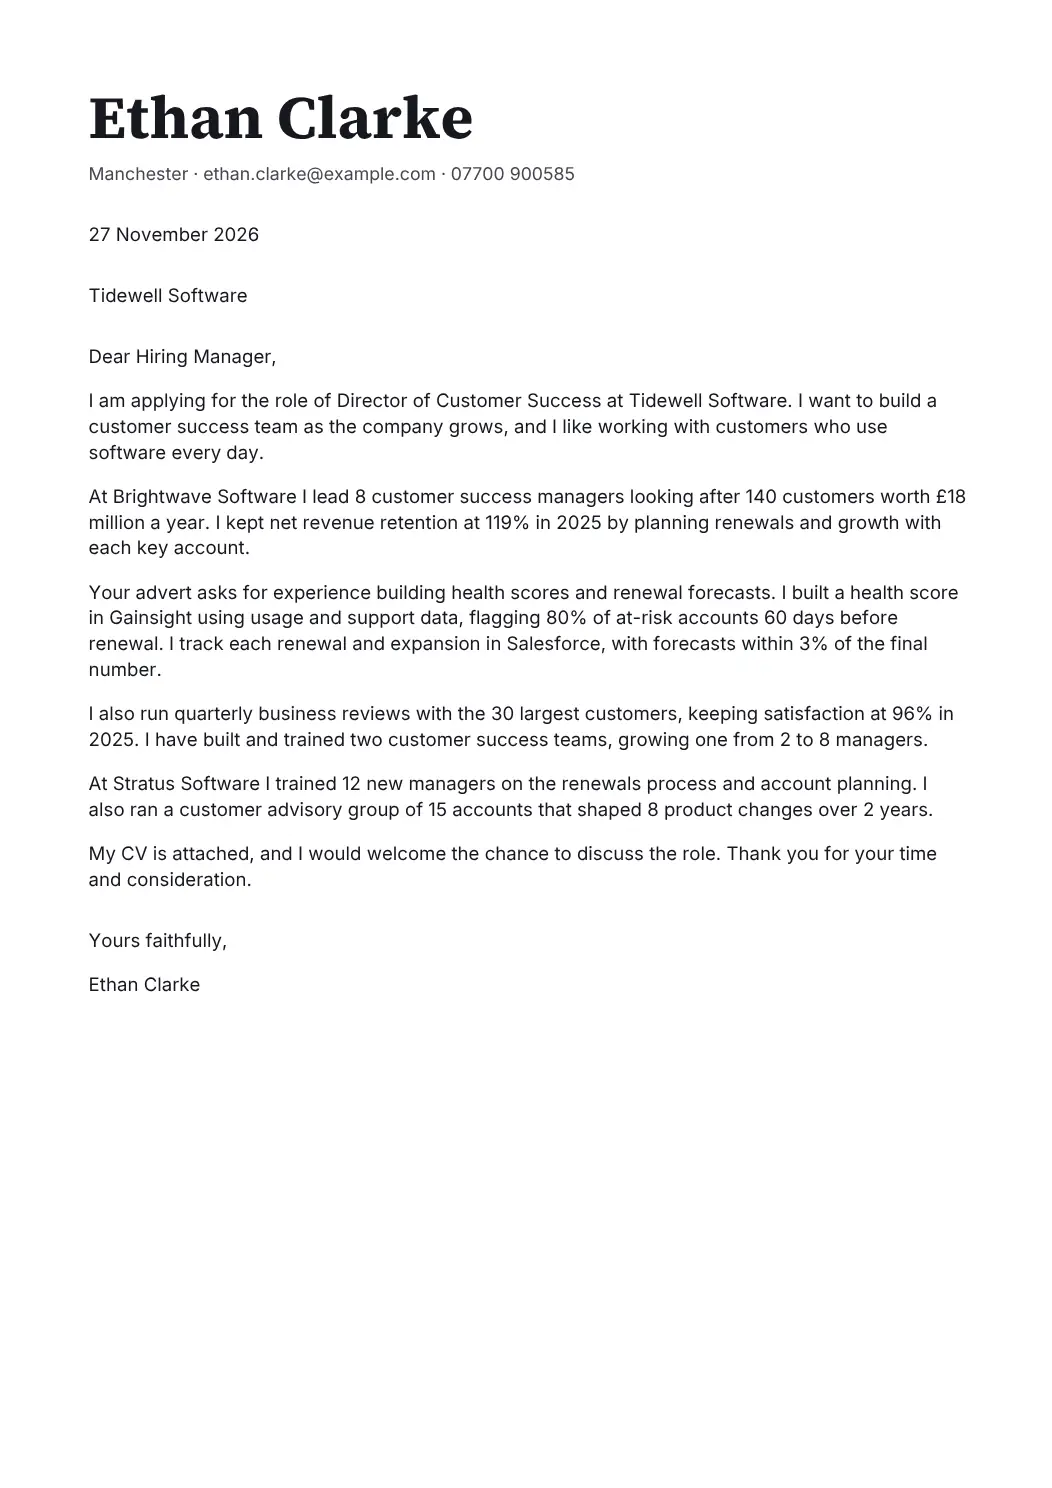 Ethan Clarke
Manchester · ethan.clarke@example.com · 07700 900585
27 November 2026
Tidewell Software
Dear Hiring Manager,
I am applying for the role of Director of Customer Success at Tidewell Software. I want to build a
customer success team as the company grows, and I like working with customers who use
software every day.
At Brightwave Software I lead 8 customer success managers looking after 140 customers worth £18
million a year. I kept net revenue retention at 119% in 2025 by planning renewals and growth with
each key account.
Your advert asks for experience building health scores and renewal forecasts. I built a health score
in Gainsight using usage and support data, flagging 80% of at-risk accounts 60 days before
renewal. I track each renewal and expansion in Salesforce, with forecasts within 3% of the final
number.
I also run quarterly business reviews with the 30 largest customers, keeping satisfaction at 96% in
2025. I have built and trained two customer success teams, growing one from 2 to 8 managers.
At Stratus Software I trained 12 new managers on the renewals process and account planning. I
also ran a customer advisory group of 15 accounts that shaped 8 product changes over 2 years.
My CV is attached, and I would welcome the chance to discuss the role. Thank you for your time
and consideration.
Yours faithfully,
Ethan Clarke